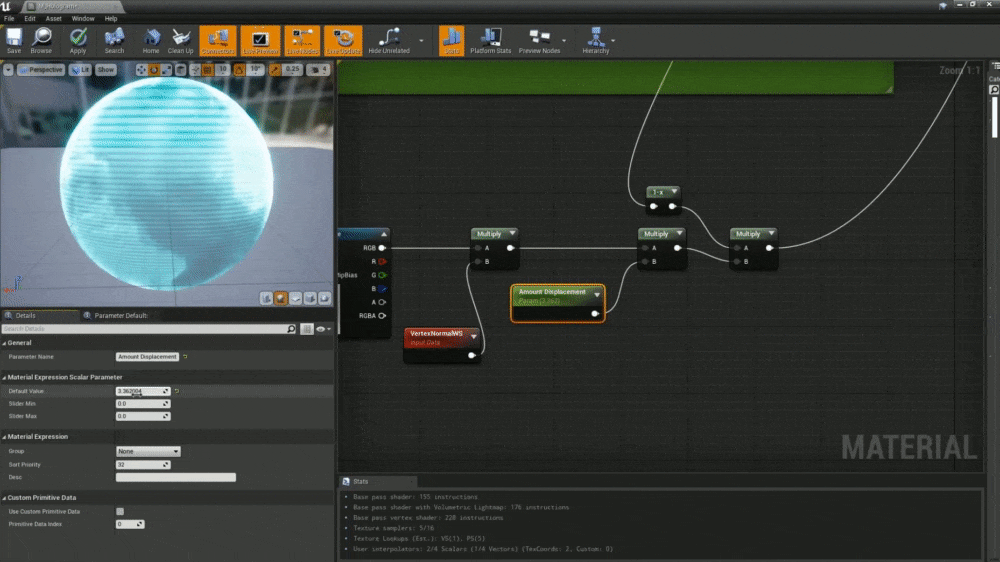 M_Hologram*
File Edit Asset Window Help
Save Browse Apply Search Home Clean Up Connectors Live Preview Live Nodes Live Update Hide Unrelated Stats Platform Stats Preview Nodes Hierarchy
Perspective Lit Show 10 10° 0.25 4
Zoom 1:1
1-x
Multiply Multiply Multiply
RGB A A A
R B B B
G
B
A
RGBA
Amount Displacement
Param (3.362)
VertexNormalWS
Input Data
MATERIAL
Details Parameter Default
Search Details
General
Parameter Name Amount Displacement
Material Expression Scalar Parameter
Default Value 3.362004
Slider Min 0.0
Slider Max 0.0
Material Expression
Group None
Sort Priority 32
Desc
Custom Primitive Data
Use Custom Primitive Data
Primitive Data Index 0
Stats
Base pass shader: 195 instructions
Base pass shader with Volumetric Lightmap: 176 instructions
Base pass vertex shader: 220 instructions
Texture samplers: 5/16
Texture Lookups (Est.): VS(1), PS(5)
User interpolators: 2/4 Scalars (1/4 Vectors) (TexCoords: 2, Custom: 0)